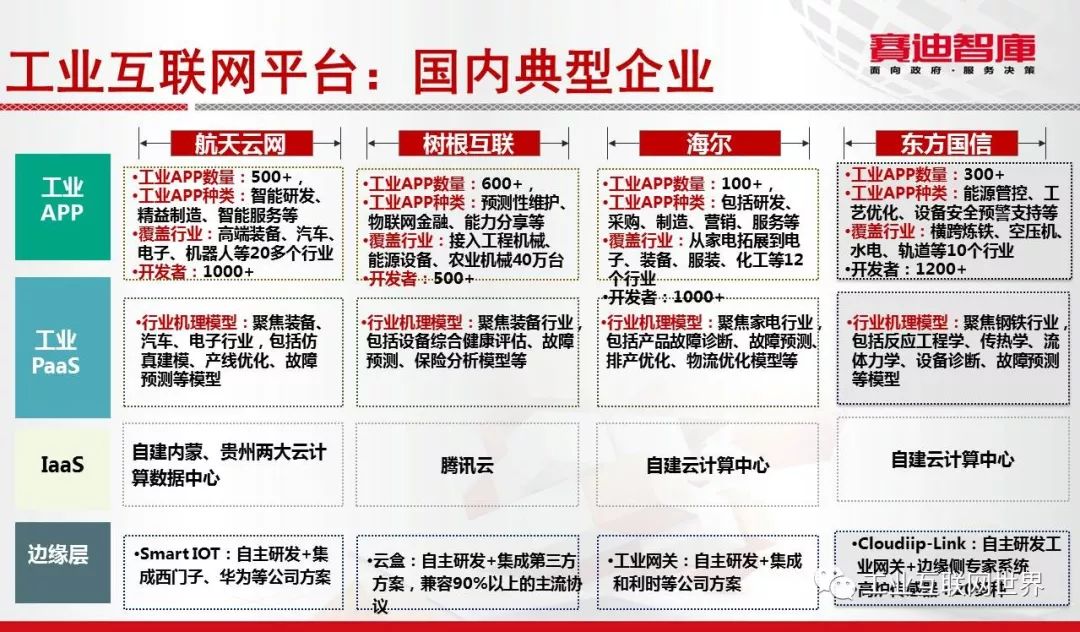 工业互联网平台：国内典型企业
赛迪智库
面向政府·服务决策
航天云网
树根互联
海尔
东方国信
工业
APP
•工业APP数量：500+，
•工业APP种类：智能研发、
精益制造、智能服务等
•覆盖行业：高端装备、汽车、
电子、机器人等20多个行业
•开发者：1000+
•工业APP数量：600+，
•工业APP种类：预测性维护、
物联网金融、能力分享等
•覆盖行业：接入工程机械、
能源设备、农业机械40万台
•开发者：500+
•工业APP数量：100+，
•工业APP种类：包括研发、
采购、制造、营销、服务等
•覆盖行业：从家电拓展到电
子、装备、服装、化工等12
个行业
•开发者：1000+
•工业APP数量：300+
•工业APP种类：能源管控、工
艺优化、设备安全预警支持等
•覆盖行业：横跨炼铁、空压机、
水电、轨道等10个行业
•开发者：1200+
工业
PaaS
•行业机理模型：聚焦装备、
汽车、电子行业，包括仿
真建模、产线优化、故障
预测等模型
•行业机理模型：聚焦装备行业，
包括设备综合健康评估、故障
预测、保险分析模型等
•行业机理模型：聚焦家电行业，
包括产品故障诊断、故障预测、
排产优化、物流优化模型等
•行业机理模型：聚焦钢铁行业，
包括反应工程学、传热学、流
体力学、设备诊断、故障预测
等模型
IaaS
自建内蒙、贵州两大云计
算数据中心
腾讯云
自建云计算中心
自建云计算中心
边缘层
•Smart IOT：自主研发+集
成西门子、华为等公司方案
•云盒：自主研发+集成第三方
方案，兼容90%以上的主流协
议
•工业网关：自主研发+集成
和利时等公司方案
•Cloudiip-Link：自主研发工
业网关+边缘侧专家系统
•高炉传感器
工业互联网世界